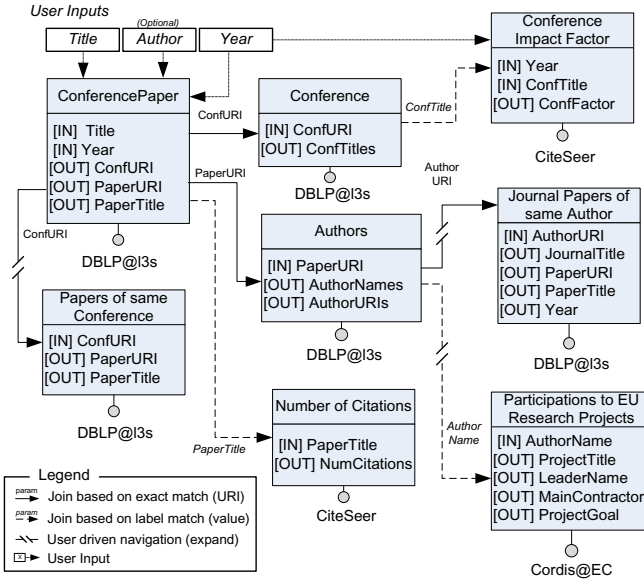 User Inputs
(Optional)
Title
Author
Year
Conference
Impact Factor
[IN] Year
[IN] ConfTitle
[OUT] ConfFactor
CiteSeer
ConferencePaper
[IN] Title
[IN] Year
[OUT] ConfURI
[OUT] PaperURI
[OUT] PaperTitle
DBLP@l3s
ConfURI
Conference
[IN] ConfURI
[OUT] ConfTitles
DBLP@l3s
ConfTitle
PaperURI
Author
URI
Journal Papers of
same Author
[IN] AuthorURI
[OUT] JournalTitle
[OUT] PaperURI
[OUT] PaperTitle
[OUT] Year
DBLP@l3s
Authors
[IN] PaperURI
[OUT] AuthorNames
[OUT] AuthorURIs
DBLP@l3s
ConfURI
Papers of same
Conference
[IN] ConfURI
[OUT] PaperURI
[OUT] PaperTitle
DBLP@l3s
PaperTitle
Number of Citations
[IN] PaperTitle
[OUT] NumCitations
CiteSeer
Author
Name
Participations to EU
Research Projects
[IN] AuthorName
[OUT] ProjectTitle
[OUT] LeaderName
[OUT] MainContractor
[OUT] ProjectGoal
Cordis@EC
Legend
param
Join based on exact match (URI)
param
Join based on label match (value)
User driven navigation (expand)
x
User Input